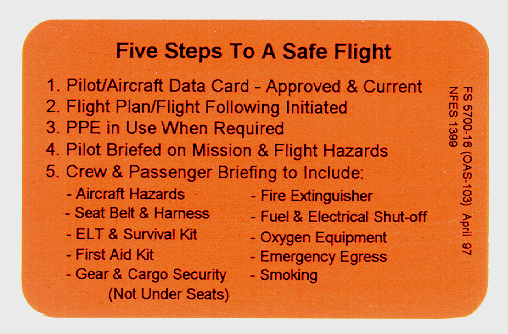 Five Steps To A Safe Flight
1. Pilot/Aircraft Data Card - Approved & Current
2. Flight Plan/Flight Following Initiated
3. PPE in Use When Required
4. Pilot Briefed on Mission & Flight Hazards
5. Crew & Passenger Briefing to Include:
- Aircraft Hazards
- Seat Belt & Harness
- ELT & Survival Kit
- First Aid Kit
- Gear & Cargo Security
(Not Under Seats)
- Fire Extinguisher
- Fuel & Electrical Shut-off
- Oxygen Equipment
- Emergency Egress
- Smoking
FS 5700-16 (OAS-103) April 97
NFES 1399